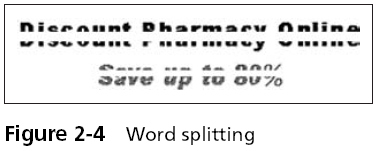 Discount Pharmacy Online
Save up to 80%
Figure 2-4 Word splitting